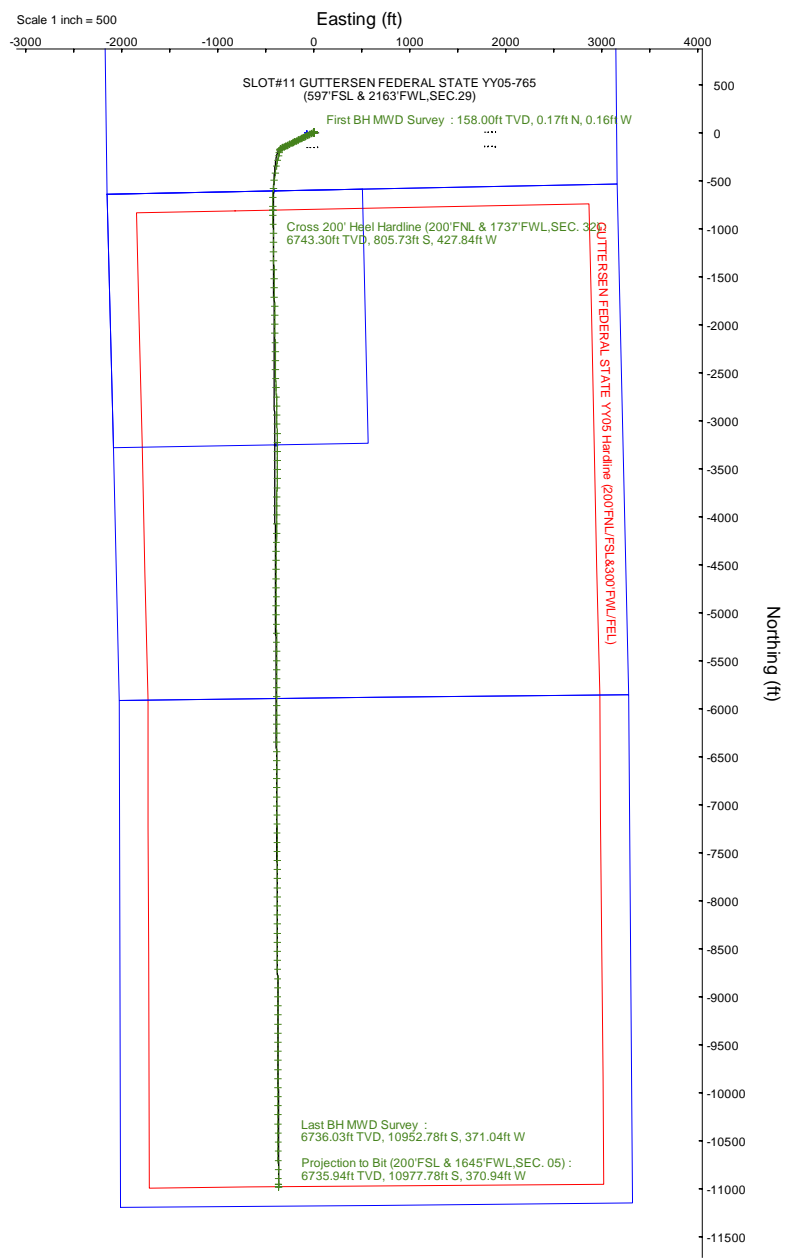 Scale 1 inch = 500
Easting (ft)
-3000 -2000 -1000 0 1000 2000 3000 4000
SLOT#11 GUTTERSEN FEDERAL STATE YY05-765
(597'FSL & 2163'FWL,SEC.29)
First BH MWD Survey : 158.00ft TVD, 0.17ft N, 0.16ft W
Cross 200' Heel Hardline (200'FNL & 1737'FWL,SEC. 32)
6743.30ft TVD, 805.73ft S, 427.84ft W
GUTTERSEN FEDERAL STATE YY05 Hardline (200'FNL/FSL&300'FWL/FEL)
500
0
-500
-1000
-1500
-2000
-2500
-3000
-3500
-4000
-4500
-5000
-5500
-6000
-6500
-7000
-7500
-8000
-8500
-9000
-9500
-10000
-10500
-11000
-11500
Northing (ft)
Last BH MWD Survey :
6736.03ft TVD, 10952.78ft S, 371.04ft W
Projection to Bit (200'FSL & 1645'FWL,SEC. 05) :
6735.94ft TVD, 10977.78ft S, 370.94ft W